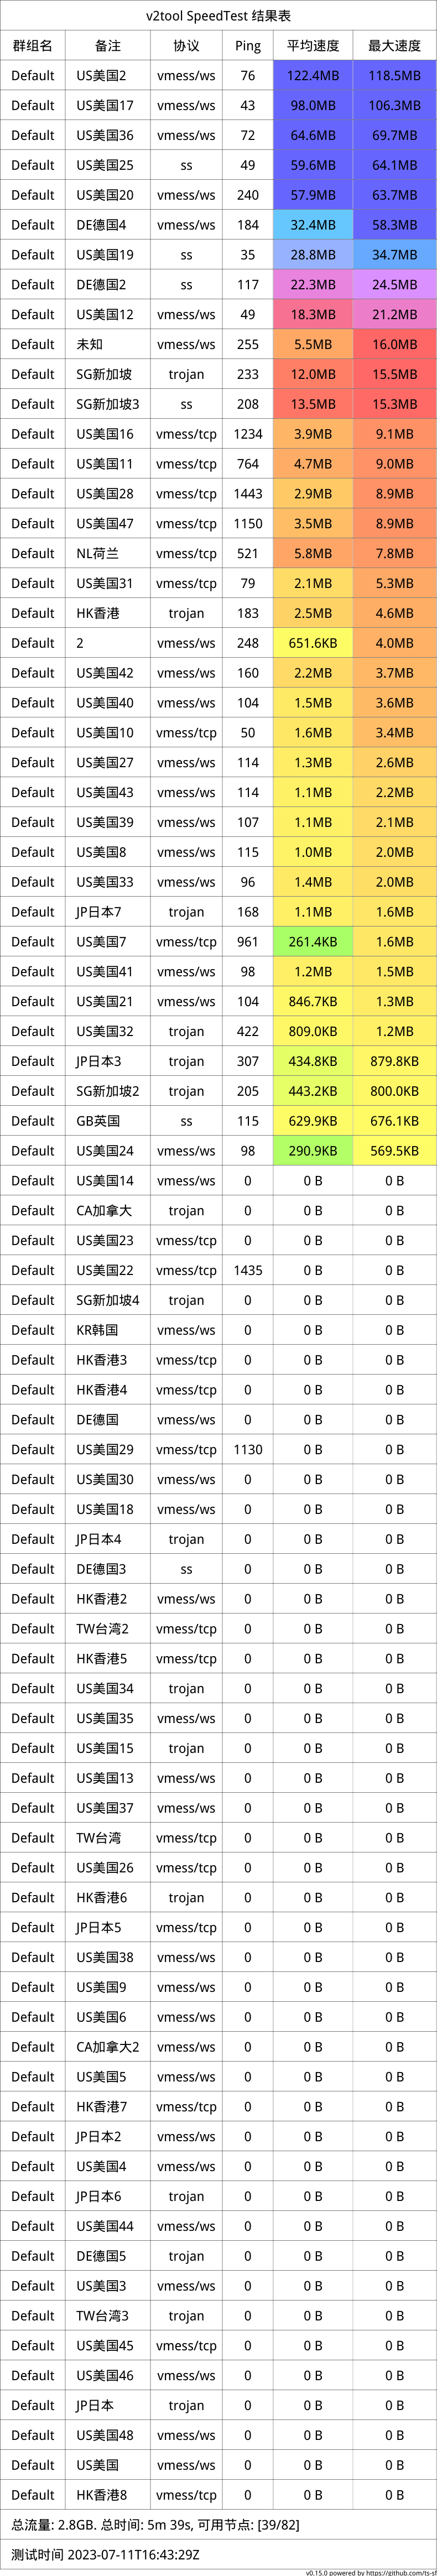 v2tool SpeedTest 结果表
群组名 备注 协议 Ping 平均速度 最大速度
Default US美国2 vmess/ws 76 122.4MB 118.5MB
Default US美国17 vmess/ws 43 98.0MB 106.3MB
Default US美国36 vmess/ws 72 64.6MB 69.7MB
Default US美国25 ss 49 59.6MB 64.1MB
Default US美国20 vmess/ws 240 57.9MB 63.7MB
Default DE德国4 vmess/ws 184 32.4MB 58.3MB
Default US美国19 ss 35 28.8MB 34.7MB
Default DE德国2 ss 117 22.3MB 24.5MB
Default US美国12 vmess/ws 49 18.3MB 21.2MB
Default 未知 vmess/ws 255 5.5MB 16.0MB
Default SG新加坡 trojan 233 12.0MB 15.5MB
Default SG新加坡3 ss 208 13.5MB 15.3MB
Default US美国16 vmess/tcp 1234 3.9MB 9.1MB
Default US美国11 vmess/tcp 764 4.7MB 9.0MB
Default US美国28 vmess/tcp 1443 2.9MB 8.9MB
Default US美国47 vmess/tcp 1150 3.5MB 8.9MB
Default NL荷兰 vmess/tcp 521 5.8MB 7.8MB
Default US美国31 vmess/tcp 79 2.1MB 5.3MB
Default HK香港 trojan 183 2.5MB 4.6MB
Default 2 vmess/ws 248 651.6KB 4.0MB
Default US美国42 vmess/ws 160 2.2MB 3.7MB
Default US美国40 vmess/ws 104 1.5MB 3.6MB
Default US美国10 vmess/tcp 50 1.6MB 3.4MB
Default US美国27 vmess/ws 114 1.3MB 2.6MB
Default US美国43 vmess/ws 114 1.1MB 2.2MB
Default US美国39 vmess/ws 107 1.1MB 2.1MB
Default US美国8 vmess/ws 115 1.0MB 2.0MB
Default US美国33 vmess/ws 96 1.4MB 2.0MB
Default JP日本7 trojan 168 1.1MB 1.6MB
Default US美国7 vmess/tcp 961 261.4KB 1.6MB
Default US美国41 vmess/ws 98 1.2MB 1.5MB
Default US美国21 vmess/ws 104 846.7KB 1.3MB
Default US美国32 trojan 422 809.0KB 1.2MB
Default JP日本3 trojan 307 434.8KB 879.8KB
Default SG新加坡2 trojan 205 443.2KB 800.0KB
Default GB英国 ss 115 629.9KB 676.1KB
Default US美国24 vmess/ws 98 290.9KB 569.5KB
Default US美国14 vmess/ws 0 0 B 0 B
Default CA加拿大 trojan 0 0 B 0 B
Default US美国23 vmess/tcp 0 0 B 0 B
Default US美国22 vmess/tcp 1435 0 B 0 B
Default SG新加坡4 trojan 0 0 B 0 B
Default KR韩国 vmess/ws 0 0 B 0 B
Default HK香港3 vmess/tcp 0 0 B 0 B
Default HK香港4 vmess/tcp 0 0 B 0 B
Default DE德国 vmess/ws 0 0 B 0 B
Default US美国29 vmess/tcp 1130 0 B 0 B
Default US美国30 vmess/ws 0 0 B 0 B
Default US美国18 vmess/ws 0 0 B 0 B
Default JP日本4 trojan 0 0 B 0 B
Default DE德国3 ss 0 0 B 0 B
Default HK香港2 vmess/ws 0 0 B 0 B
Default TW台湾2 vmess/tcp 0 0 B 0 B
Default HK香港5 vmess/tcp 0 0 B 0 B
Default US美国34 trojan 0 0 B 0 B
Default US美国35 vmess/ws 0 0 B 0 B
Default US美国15 trojan 0 0 B 0 B
Default US美国13 vmess/ws 0 0 B 0 B
Default US美国37 vmess/ws 0 0 B 0 B
Default TW台湾 vmess/tcp 0 0 B 0 B
Default US美国26 vmess/tcp 0 0 B 0 B
Default HK香港6 trojan 0 0 B 0 B
Default JP日本5 vmess/tcp 0 0 B 0 B
Default US美国38 vmess/ws 0 0 B 0 B
Default US美国9 vmess/ws 0 0 B 0 B
Default US美国6 vmess/ws 0 0 B 0 B
Default CA加拿大2 vmess/ws 0 0 B 0 B
Default US美国5 vmess/ws 0 0 B 0 B
Default HK香港7 vmess/tcp 0 0 B 0 B
Default JP日本2 vmess/ws 0 0 B 0 B
Default US美国4 vmess/ws 0 0 B 0 B
Default JP日本6 trojan 0 0 B 0 B
Default US美国44 vmess/ws 0 0 B 0 B
Default DE德国5 trojan 0 0 B 0 B
Default US美国3 vmess/ws 0 0 B 0 B
Default TW台湾3 trojan 0 0 B 0 B
Default US美国45 vmess/tcp 0 0 B 0 B
Default US美国46 vmess/ws 0 0 B 0 B
Default JP日本 trojan 0 0 B 0 B
Default US美国48 vmess/ws 0 0 B 0 B
Default US美国 vmess/ws 0 0 B 0 B
Default HK香港8 vmess/tcp 0 0 B 0 B
总流量: 2.8GB. 总时间: 5m 39s, 可用节点: [39/82]
测试时间 2023-07-11T16:43:29Z
v0.15.0 powered by https://github.com/ts-sf